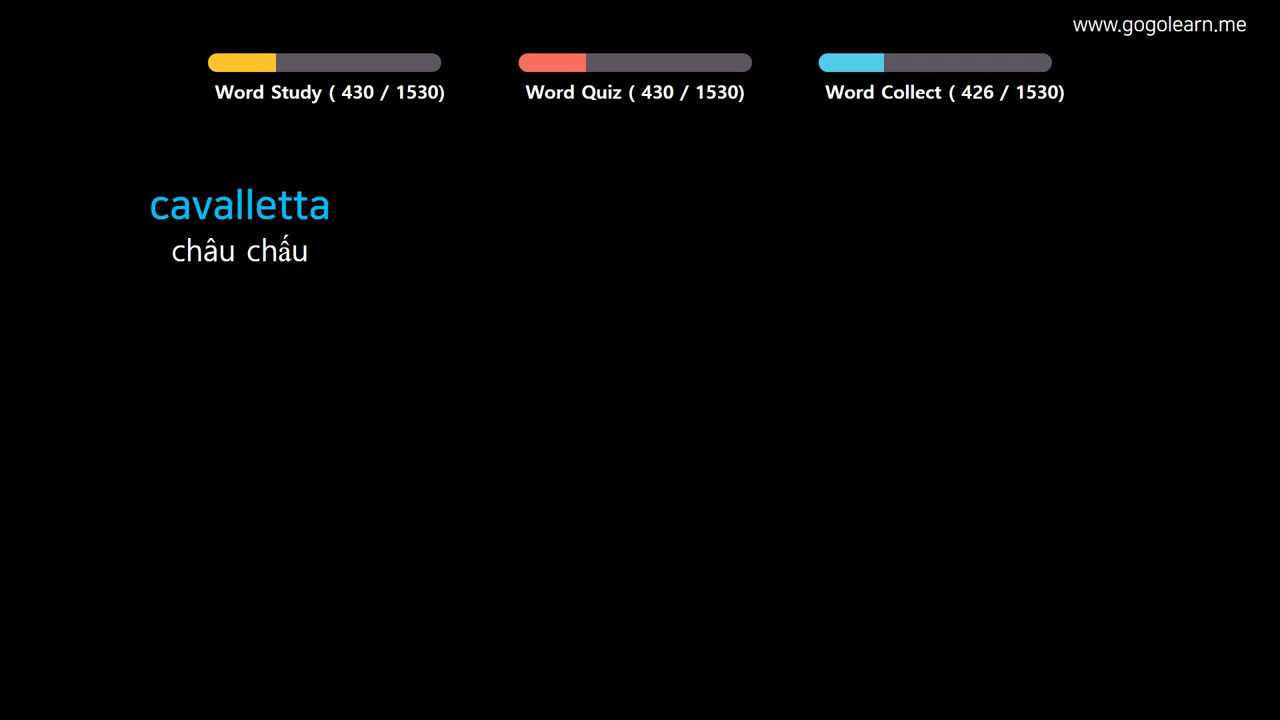 www.gogolearn.me
Word Study ( 430 / 1530)
Word Quiz ( 430 / 1530)
Word Collect ( 426 / 1530)
cavalletta
châu chấu